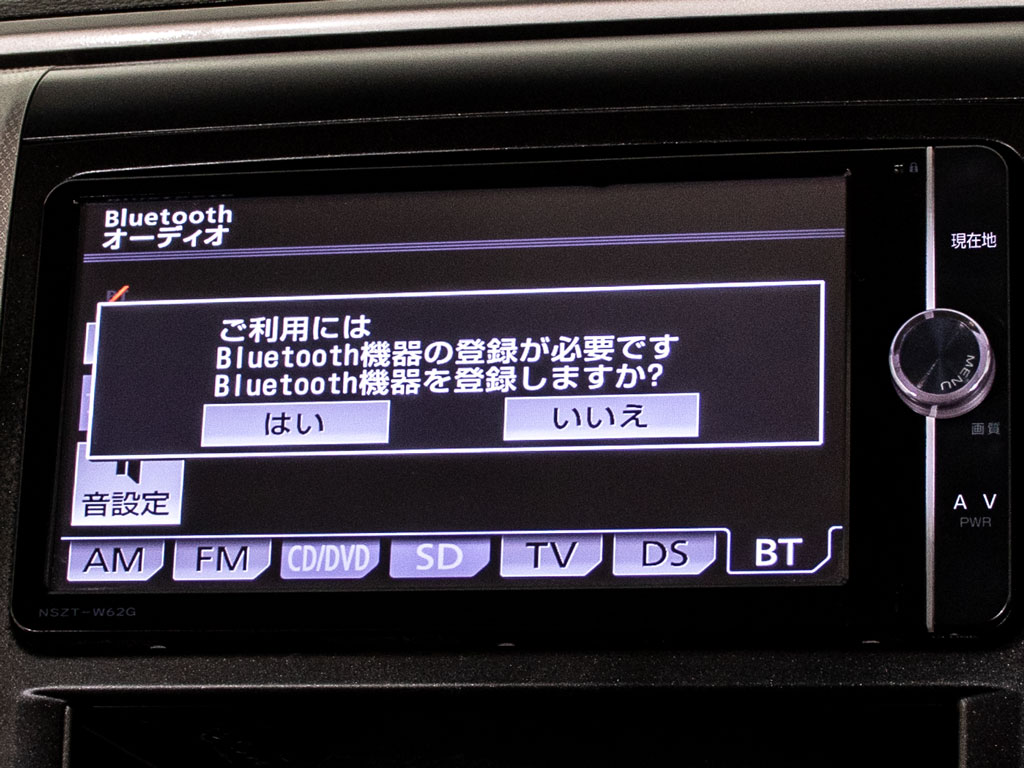 Bluetooth
オーディオ
現在地
ご利用には
Bluetooth機器の登録が必要です
Bluetooth機器を登録しますか?
はい
いいえ
MENU
画質
音設定
A V
PWR
AM
FM
CD/DVD
SD
TV
DS
BT
NSZT-W62G